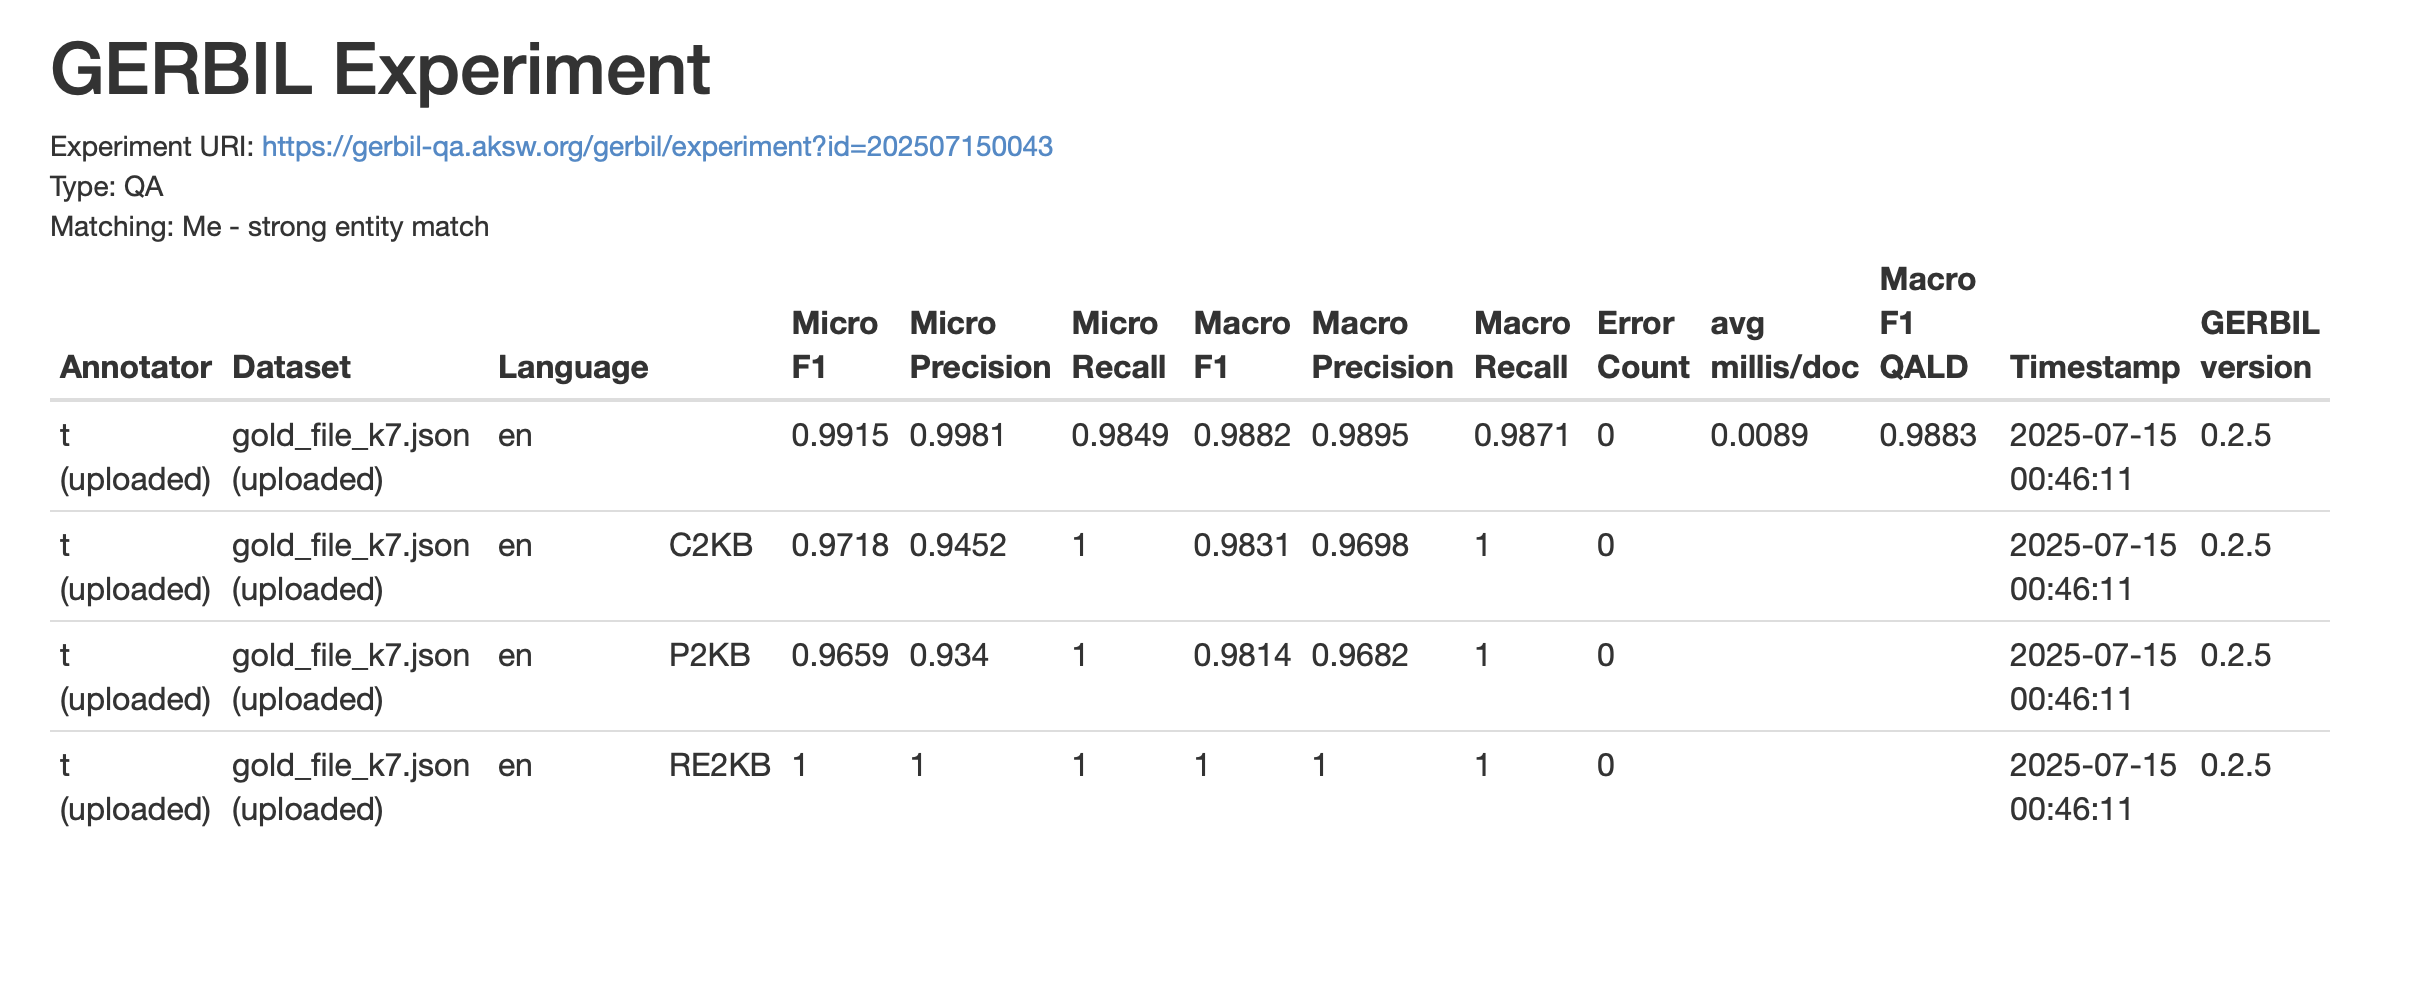 GERBIL Experiment
Experiment URI: https://gerbil-qa.aksw.org/gerbil/experiment?id=202507150043
Type: QA
Matching: Me - strong entity match
Macro
Micro Micro Micro Macro Macro Macro Error avg F1 GERBIL
Annotator Dataset Language F1 Precision Recall F1 Precision Recall Count millis/doc QALD Timestamp version
t gold_file_k7.json en 0.9915 0.9981 0.9849 0.9882 0.9895 0.9871 0 0.0089 0.9883 2025-07-15 0.2.5
(uploaded) (uploaded) 00:46:11
t gold_file_k7.json en C2KB 0.9718 0.9452 1 0.9831 0.9698 1 0 2025-07-15 0.2.5
(uploaded) (uploaded) 00:46:11
t gold_file_k7.json en P2KB 0.9659 0.934 1 0.9814 0.9682 1 0 2025-07-15 0.2.5
(uploaded) (uploaded) 00:46:11
t gold_file_k7.json en RE2KB 1 1 1 1 1 1 0 2025-07-15 0.2.5
(uploaded) (uploaded) 00:46:11